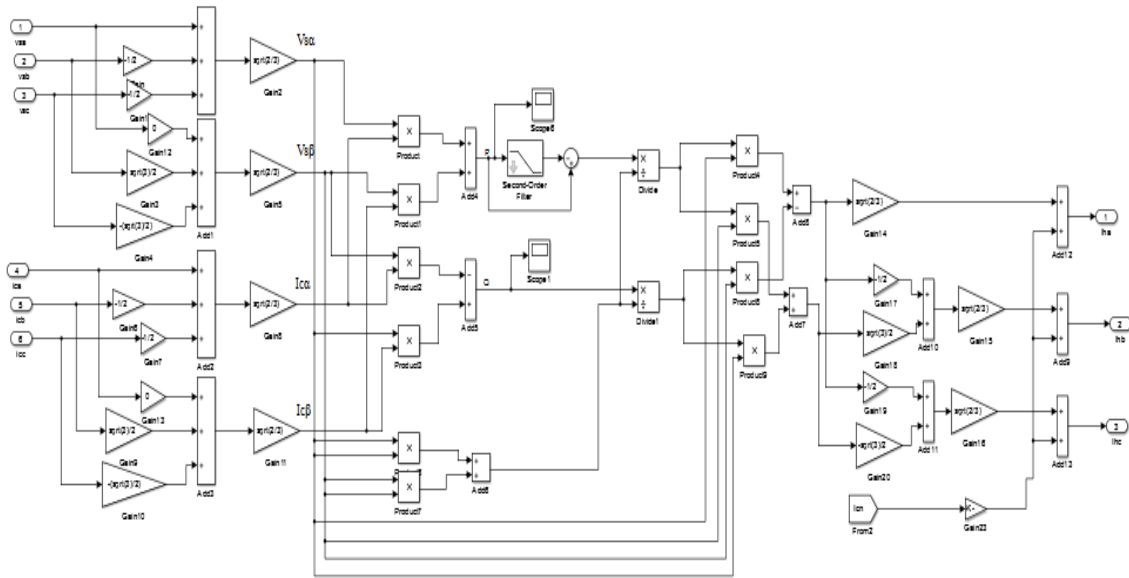 1
vsa
2
vsb
3
vsc
-1/2
Gain
-1/2
Gain1
0
Gain12
sqrt(3)/2
Gain3
-(sqrt(3)/2)
Gain4
Add1
sqrt(2/3)
Gain2
sqrt(2/3)
Gain5
Vsα
Vsβ
4
ica
5
icb
6
icc
-1/2
Gain6
-1/2
Gain7
Add2
0
Gain13
sqrt(3)/2
Gain9
-(sqrt(3)/2)
Gain10
Add3
sqrt(2/3)
Gain8
sqrt(2/3)
Gain11
Icα
Icβ
Product
Product1
Product2
Product3
Product7
Add4
Add5
Add6
P
Q
Scope6
Second-Order
Filter
Scope1
Divide
Divide1
Product4
Product5
Product6
Product9
Add8
Add7
sqrt(2/3)
Gain14
-1/2
Gain17
sqrt(3)/2
Gain18
Add10
sqrt(2/3)
Gain15
-1/2
Gain19
-sqrt(3)/2
Gain20
Add11
sqrt(2/3)
Gain16
Icn
From2
K-
Gain23
Add12
Add9
Add13
1
Iha
2
Ihb
3
Ihc